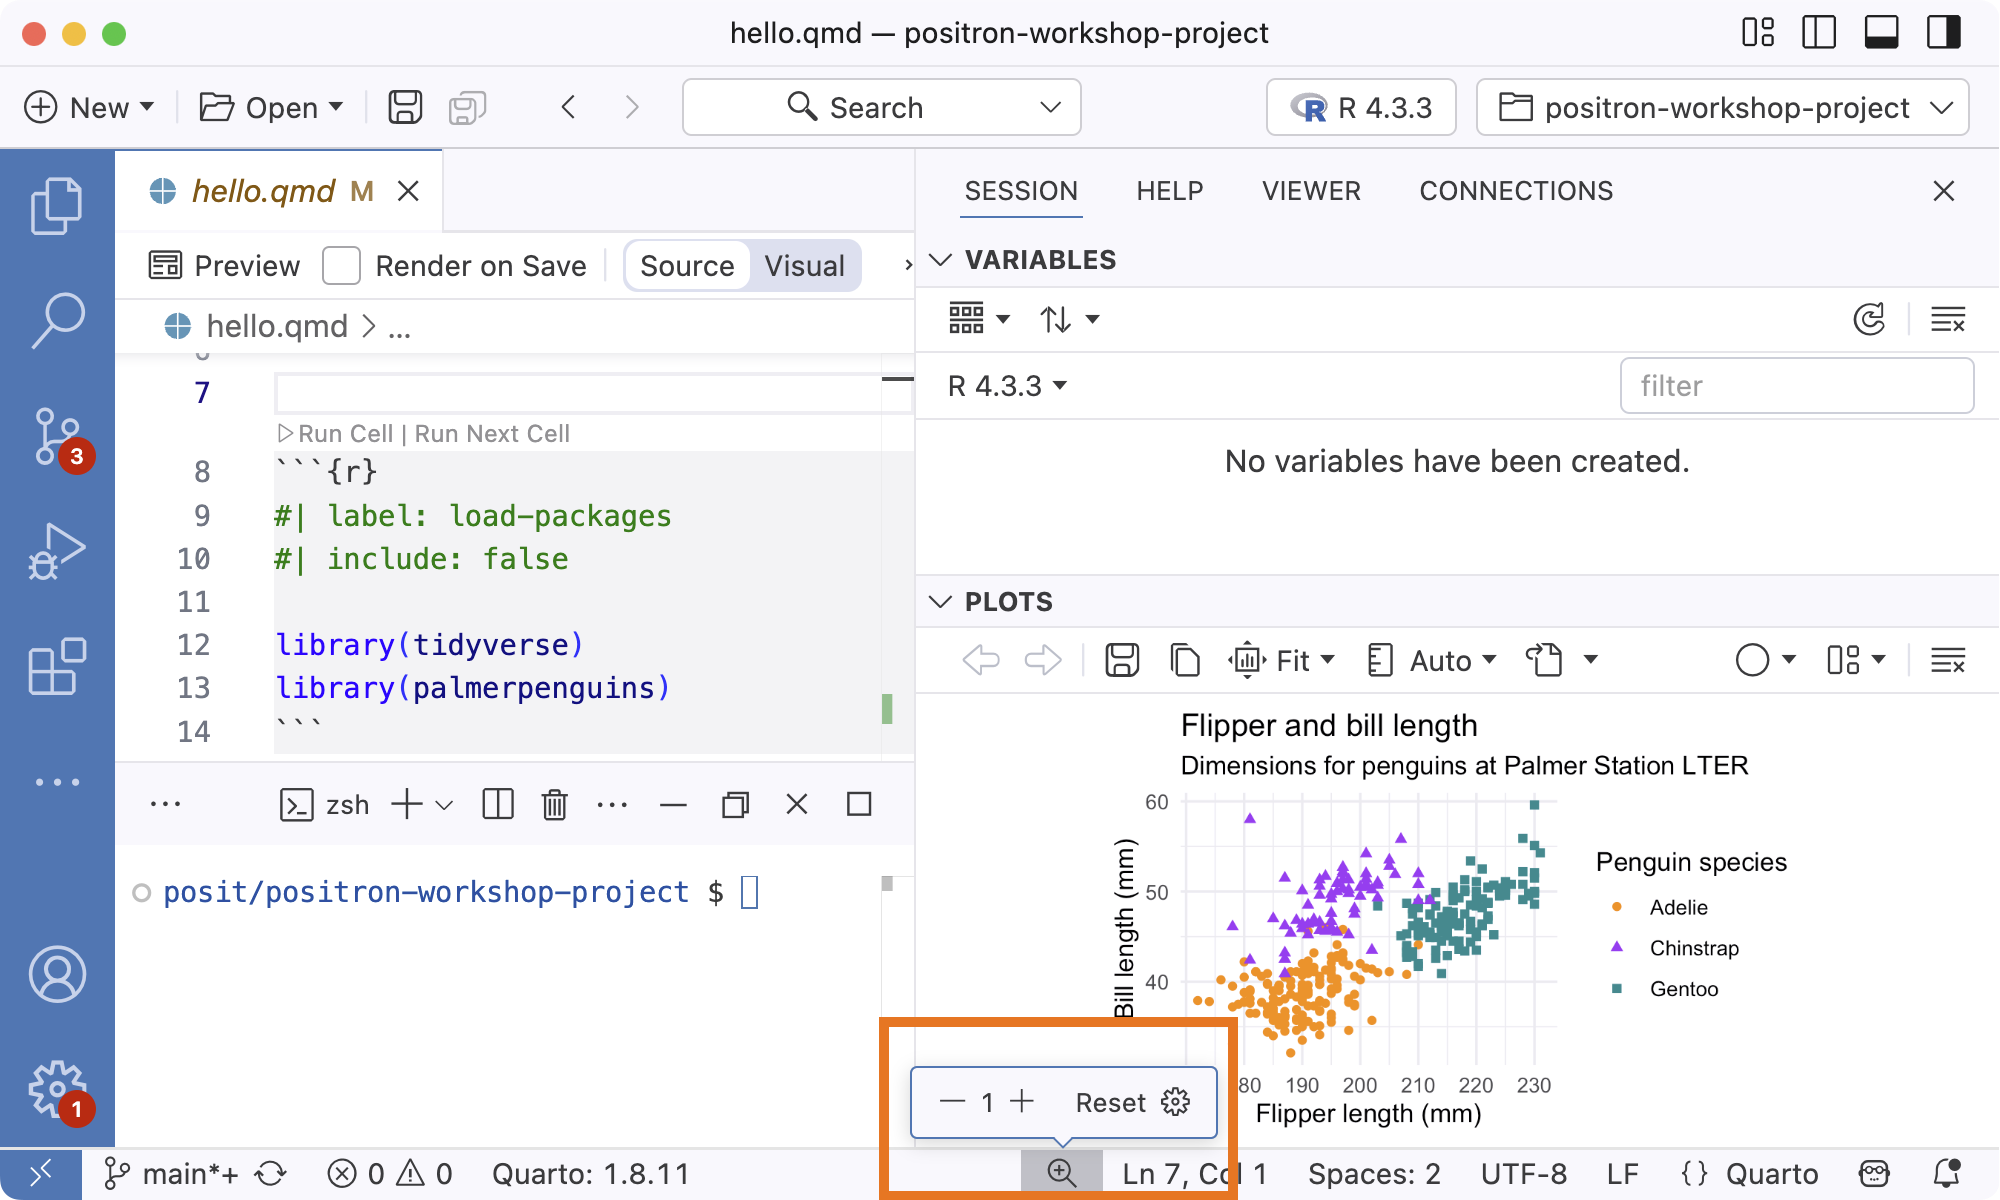 hello.qmd — positron-workshop-project
New Open Search R 4.3.3 positron-workshop-project
hello.qmd M
Preview Render on Save Source Visual
hello.qmd > ...
7
Run Cell | Run Next Cell
8 ```{r}
9 #| label: load-packages
10 #| include: false
11
12 library(tidyverse)
13 library(palmerpenguins)
14 ```
3
1
zsh
posit/positron-workshop-project $
SESSION HELP VIEWER CONNECTIONS
VARIABLES
R 4.3.3 filter
No variables have been created.
PLOTS
Fit Auto
Flipper and bill length
Dimensions for penguins at Palmer Station LTER
60
50
40
Bill length (mm)
Penguin species
Adelie
Chinstrap
Gentoo
80 190 200 210 220 230
Flipper length (mm)
— 1 + Reset
main*+ 0 0 Quarto: 1.8.11 Ln 7, Col 1 Spaces: 2 UTF-8 LF {} Quarto